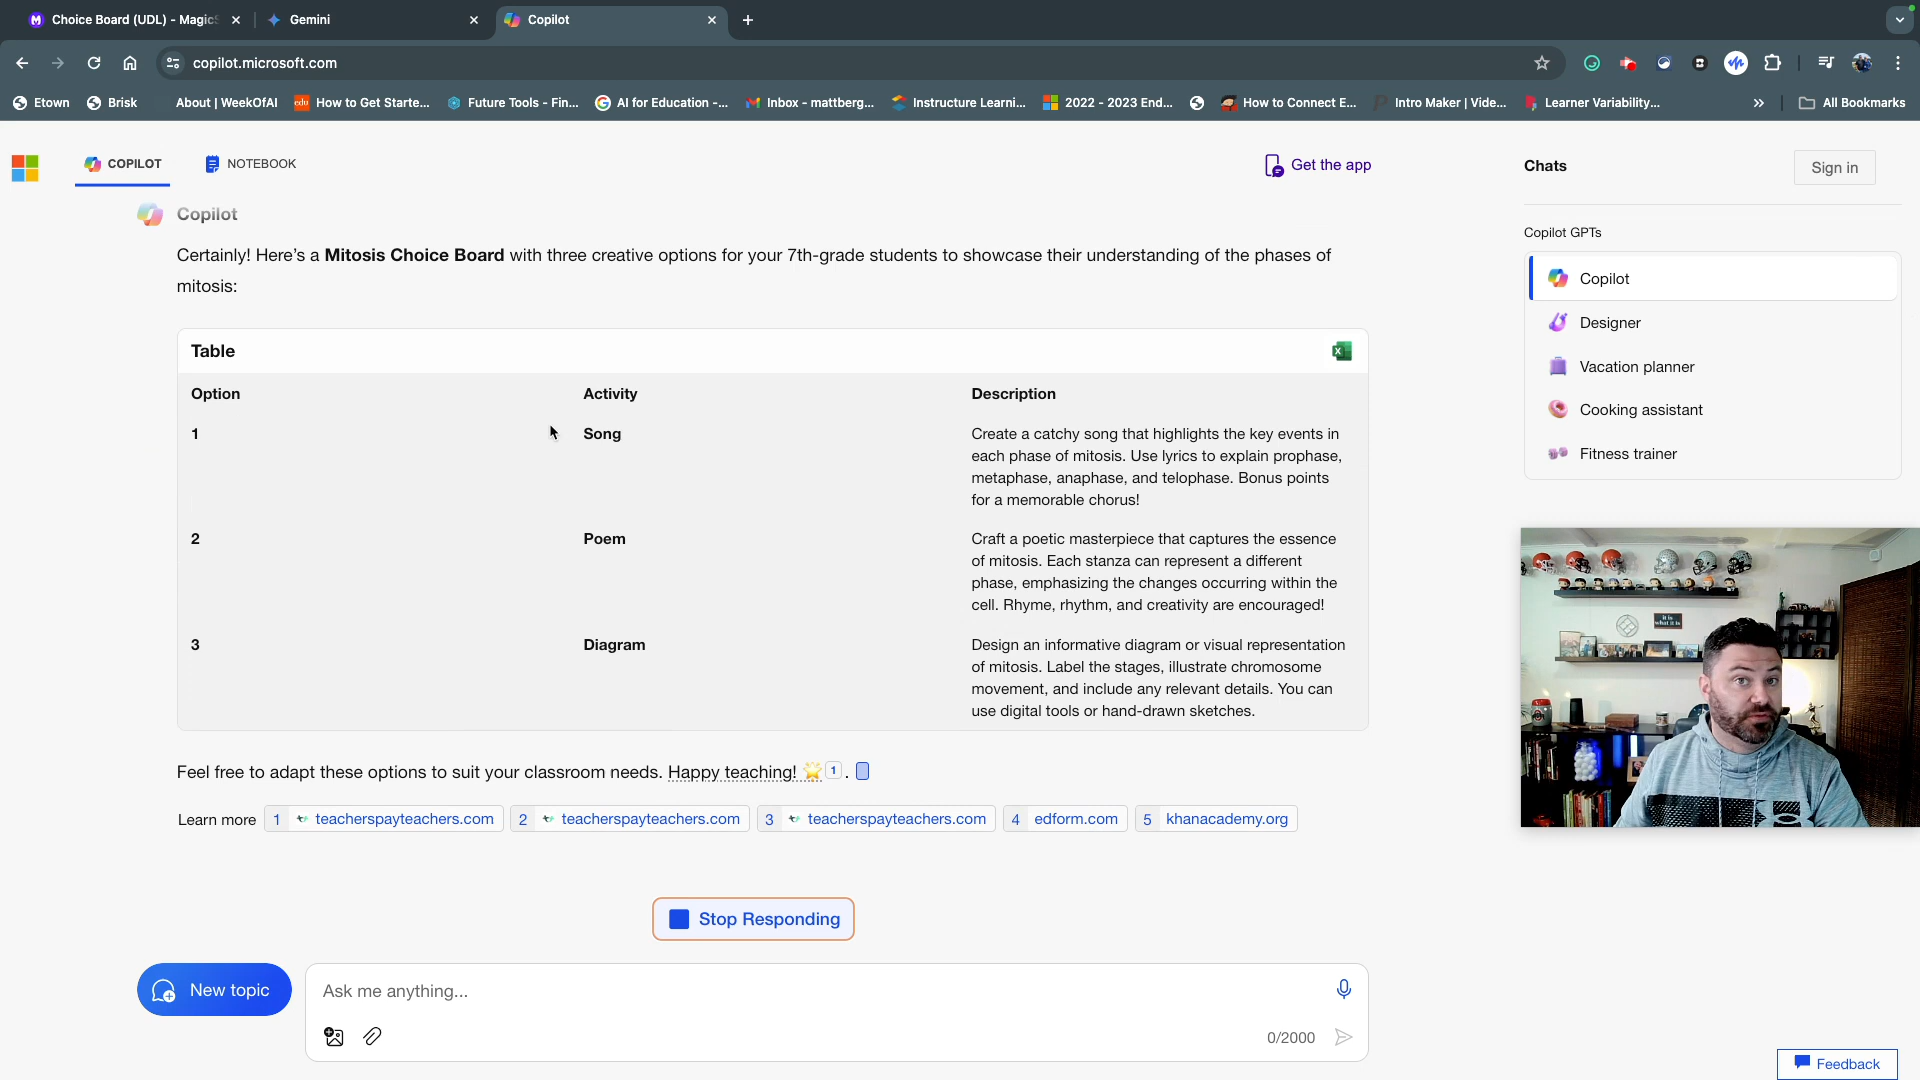 Choice Board (UDL) - MagicS
Gemini
Copilot
copilot.microsoft.com
Etown
Brisk
About | WeekOfAI
How to Get Starte...
Future Tools - Fin...
AI for Education -...
Inbox - mattberg...
Instructure Learni...
2022 - 2023 End...
How to Connect E...
Intro Maker | Vide...
Learner Variability...
All Bookmarks
COPILOT
NOTEBOOK
Get the app
Chats
Sign in
Copilot
Certainly! Here's a Mitosis Choice Board with three creative options for your 7th-grade students to showcase their understanding of the phases of
mitosis:
Table
Option Activity Description
1 Song Create a catchy song that highlights the key events in
each phase of mitosis. Use lyrics to explain prophase,
metaphase, anaphase, and telophase. Bonus points
for a memorable chorus!
2 Poem Craft a poetic masterpiece that captures the essence
of mitosis. Each stanza can represent a different
phase, emphasizing the changes occurring within the
cell. Rhyme, rhythm, and creativity are encouraged!
3 Diagram Design an informative diagram or visual representation
of mitosis. Label the stages, illustrate chromosome
movement, and include any relevant details. You can
use digital tools or hand-drawn sketches.
Feel free to adapt these options to suit your classroom needs. Happy teaching! 🌟 1 .
Learn more 1 teacherspayteachers.com 2 teacherspayteachers.com 3 teacherspayteachers.com 4 edform.com 5 khanacademy.org
Stop Responding
New topic
Ask me anything...
0/2000
Copilot GPTs
Copilot
Designer
Vacation planner
Cooking assistant
Fitness trainer
it is
what it is
Feedback